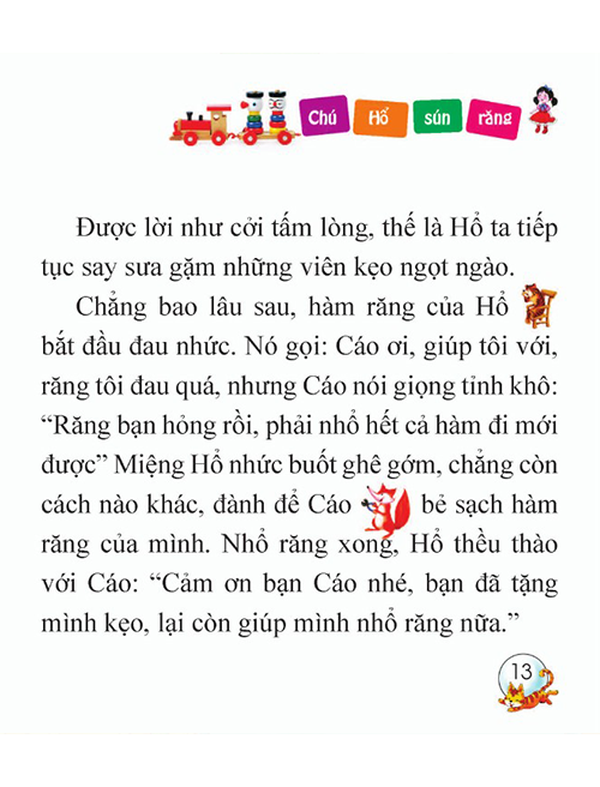 Chú Hổ sún răng
Được lời như cởi tấm lòng, thế là Hổ ta tiếp
tục say sưa gặm những viên kẹo ngọt ngào.
Chẳng bao lâu sau, hàm răng của Hổ
bắt đầu đau nhức. Nó gọi: Cáo ơi, giúp tôi với,
răng tôi đau quá, nhưng Cáo nói giọng tỉnh khô:
“Răng bạn hỏng rồi, phải nhổ hết cả hàm đi mới
được” Miệng Hổ nhức buốt ghê gớm, chẳng còn
cách nào khác, đành để Cáo bẻ sạch hàm
răng của mình. Nhổ răng xong, Hổ thều thào
với Cáo: “Cảm ơn bạn Cáo nhé, bạn đã tặng
mình kẹo, lại còn giúp mình nhổ răng nữa.”
13